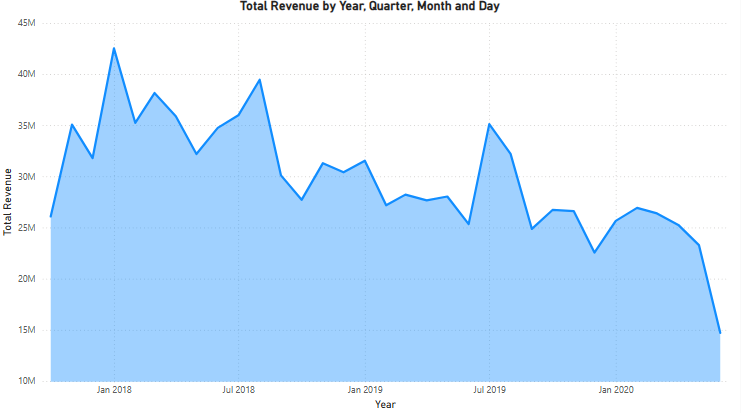 Total Revenue by Year, Quarter, Month and Day
45M
40M
35M
30M
25M
20M
15M
10M
Total Revenue
Jan 2018 Jul 2018 Jan 2019 Jul 2019 Jan 2020
Year